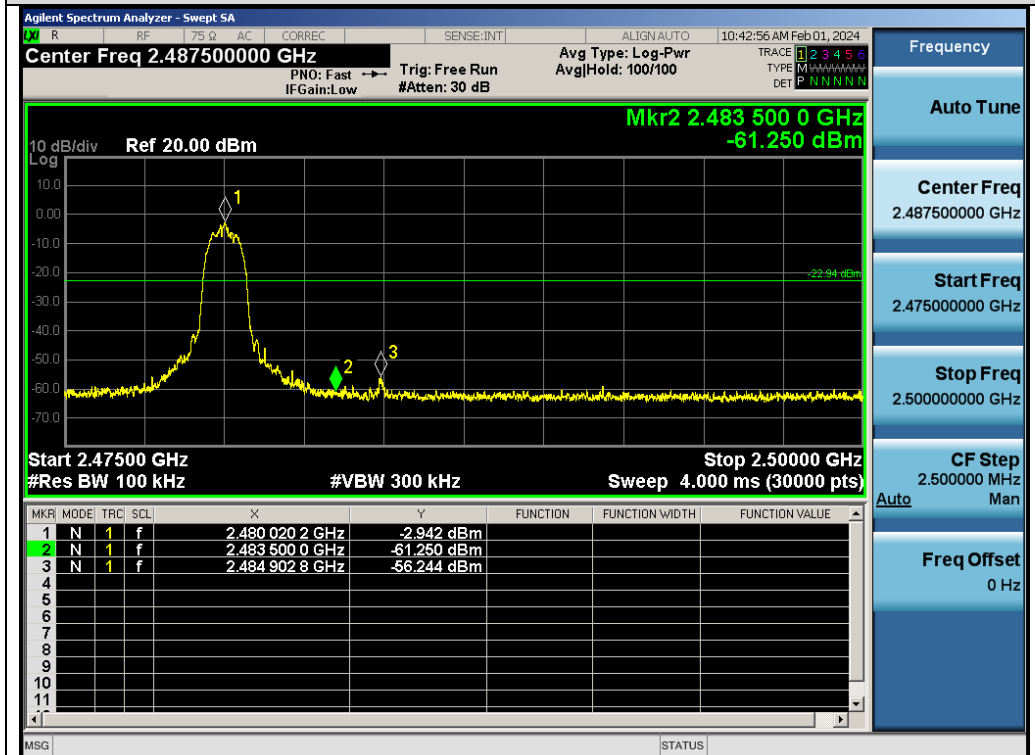 Agilent Spectrum Analyzer - Swept SA
LXI R RF 75 Ω AC CORREC SENSE:INT ALIGN AUTO 10:42:56 AM Feb 01, 2024
Center Freq 2.487500000 GHz
PNO: Fast
IFGain:Low
Trig: Free Run
#Atten: 30 dB
Avg Type: Log-Pwr
Avg|Hold: 100/100
TRACE 1 2 3 4 5 6
TYPE M WWWWW
DET P N N N N N
Mkr2 2.483 500 0 GHz
-61.250 dBm
10 dB/div Ref 20.00 dBm
Log
10.0
0.00
-10.0
-20.0
-30.0
-40.0
-50.0
-60.0
-70.0
1
-22.94 dBm
2
3
Start 2.47500 GHz Stop 2.50000 GHz
#Res BW 100 kHz #VBW 300 kHz Sweep 4.000 ms (30000 pts)
MKR MODE TRC SCL X Y FUNCTION FUNCTION WIDTH FUNCTION VALUE
1 N 1 f 2.480 020 2 GHz -2.942 dBm
2 N 1 f 2.483 500 0 GHz -61.250 dBm
3 N 1 f 2.484 902 8 GHz -56.244 dBm
4
5
6
7
8
9
10
11
MSG STATUS
Frequency
Auto Tune
Center Freq
2.487500000 GHz
Start Freq
2.475000000 GHz
Stop Freq
2.500000000 GHz
CF Step
2.500000 MHz
Auto Man
Freq Offset
0 Hz